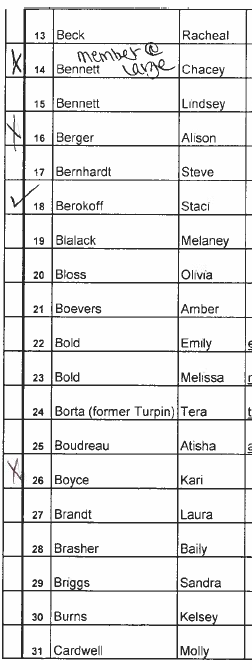 13 Beck Racheal
member @
X 14 Bennett large Chacey
15 Bennett Lindsey
X 16 Berger Alison
17 Bernhardt Steve
✓ 18 Berokoff Staci
19 Blalack Melaney
20 Bloss Olivia
21 Boevers Amber
22 Bold Emily
23 Bold Melissa
24 Borta (former Turpin) Tera
25 Boudreau Atisha
X 26 Boyce Kari
27 Brandt Laura
28 Brasher Baily
29 Briggs Sandra
30 Burns Kelsey
31 Cardwell Molly